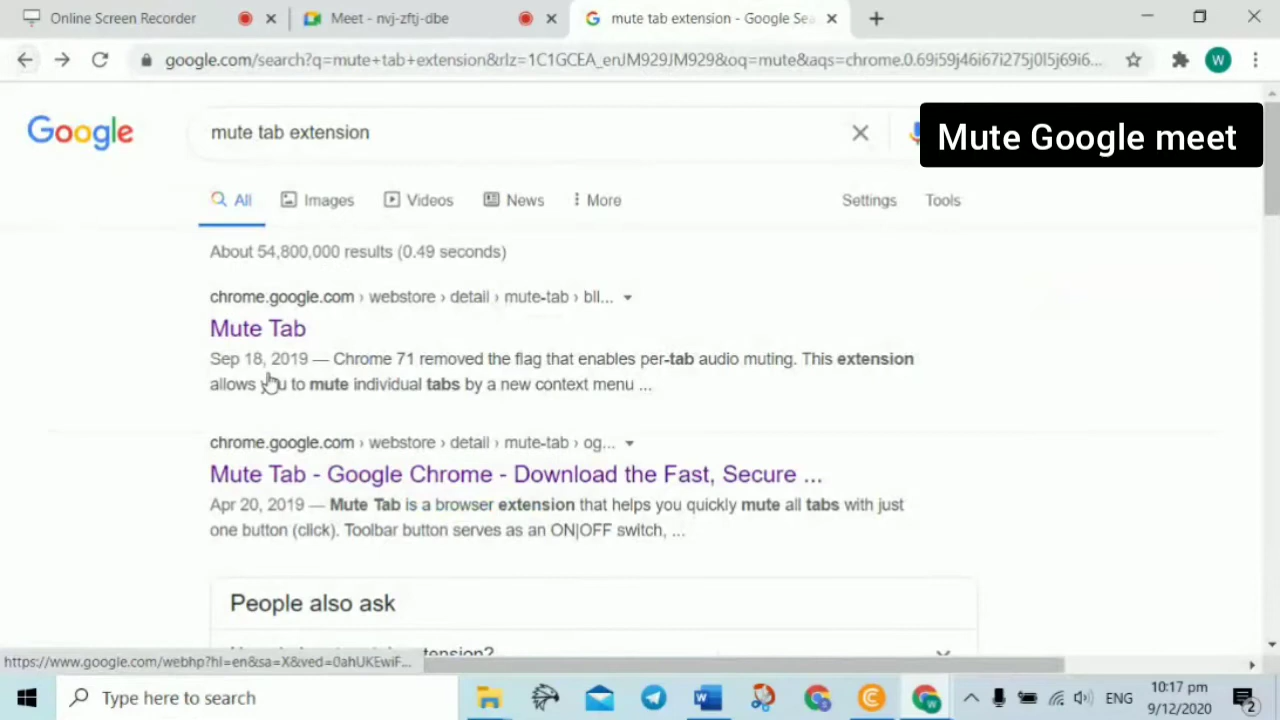 Online Screen Recorder
Meet - nvj-zftj-dbe
mute tab extension - Google Sea
google.com/search?q=mute+tab+extension&rlz=1C1GCEA_enJM929JM929&oq=mute&aqs=chrome.0.69i59j46i67i275j0l5j69i6...
W
Google
mute tab extension
Mute Google meet
All
Images
Videos
News
More
Settings
Tools
About 54,800,000 results (0.49 seconds)
chrome.google.com › webstore › detail › mute-tab › bll...
Mute Tab
Sep 18, 2019 — Chrome 71 removed the flag that enables per-tab audio muting. This extension
allows you to mute individual tabs by a new context menu ...
chrome.google.com › webstore › detail › mute-tab › og...
Mute Tab - Google Chrome - Download the Fast, Secure ...
Apr 20, 2019 — Mute Tab is a browser extension that helps you quickly mute all tabs with just
one button (click). Toolbar button serves as an ON|OFF switch, ...
People also ask
extension?
https://www.google.com/webhp?hl=en&sa=X&ved=0ahUKEwiF...
Type here to search
ENG
10:17 pm
9/12/2020
2